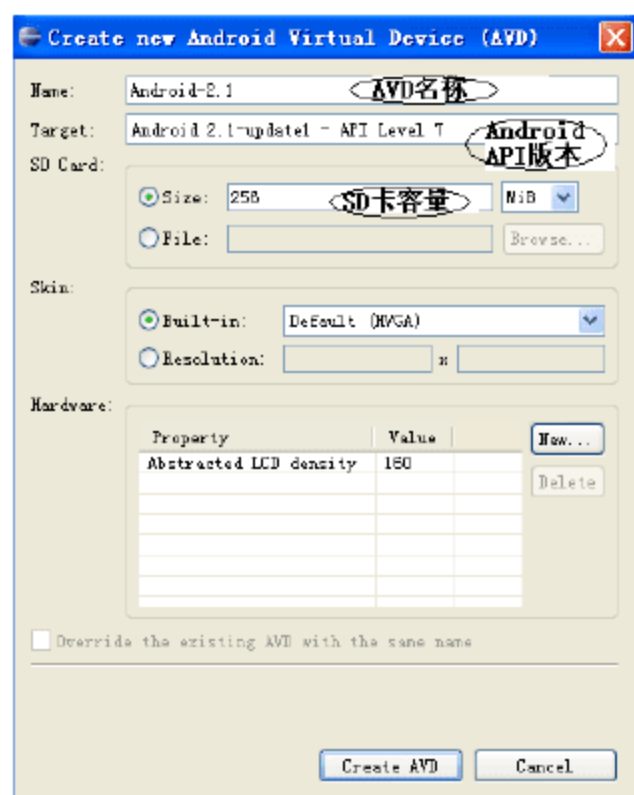 Create new Android Virtual Device (AVD)
Name: Android-2.1 AVD名称
Target: Android 2.1-update1 - API Level 7 Android
API版本
SD Card:
Size: 256 SD卡容量 MiB
File: Browse...
Skin:
Built-in: Default (HVGA)
Resolution: x
Hardware:
Property Value New...
Abstracted LCD density 160
Delete
Override the existing AVD with the same name
Create AVD Cancel